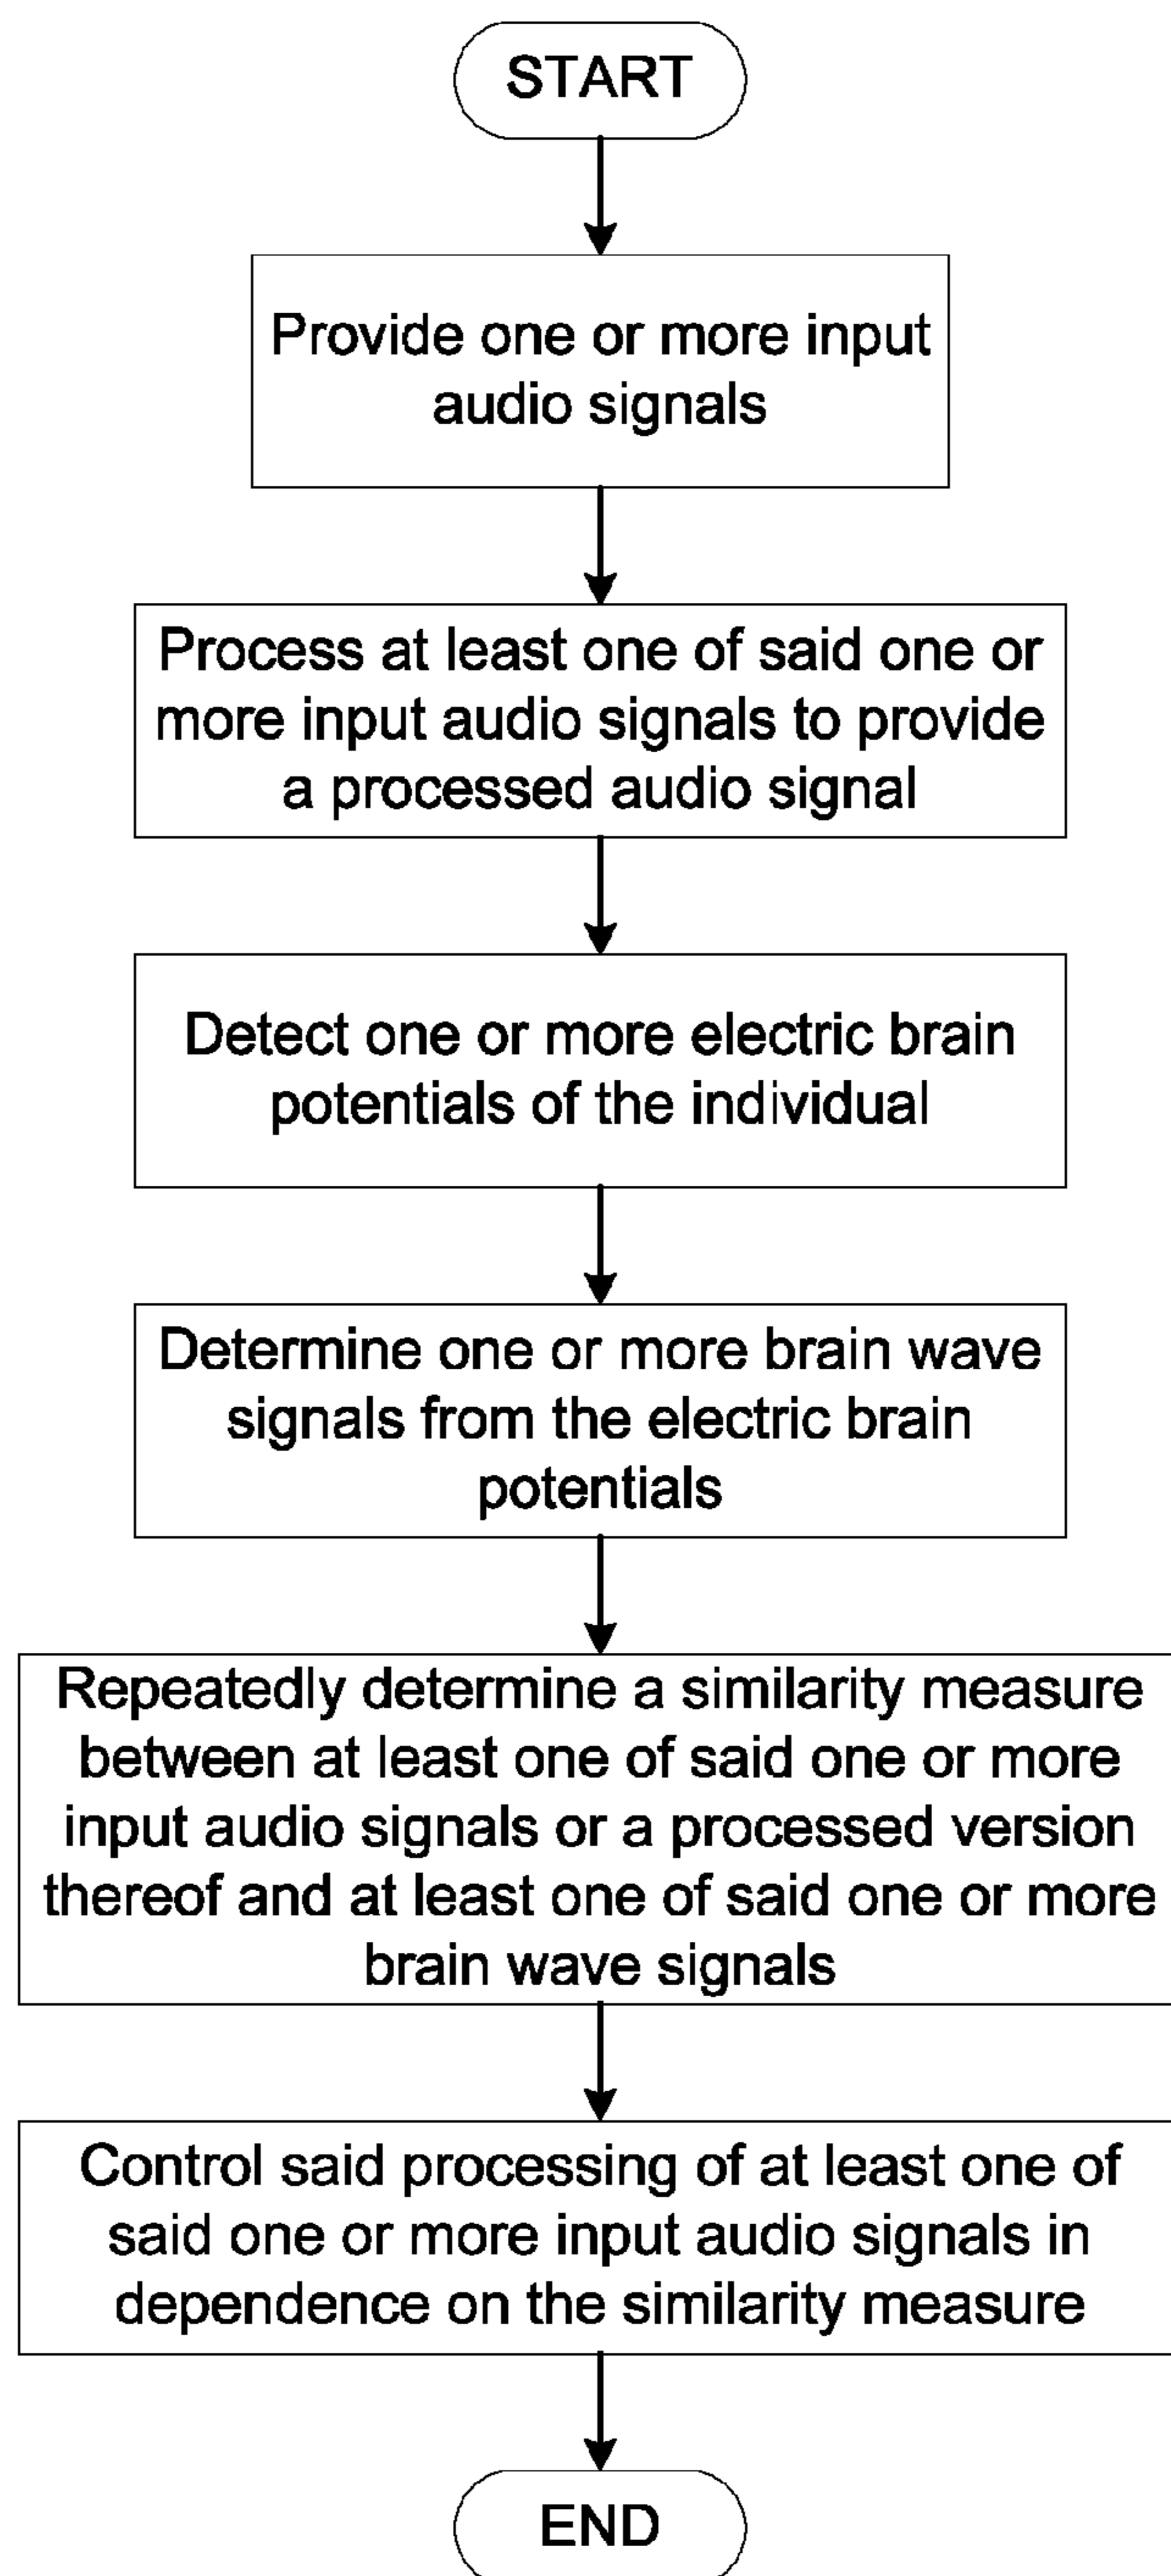 START
Provide one or more input
audio signals
Process at least one of said one or
more input audio signals to provide
a processed audio signal
Detect one or more electric brain
potentials of the individual
Determine one or more brain wave
signals from the electric brain
potentials
Repeatedly determine a similarity measure
between at least one of said one or more
input audio signals or a processed version
thereof and at least one of said one or more
brain wave signals
Control said processing of at least one of
said one or more input audio signals in
dependence on the similarity measure
END